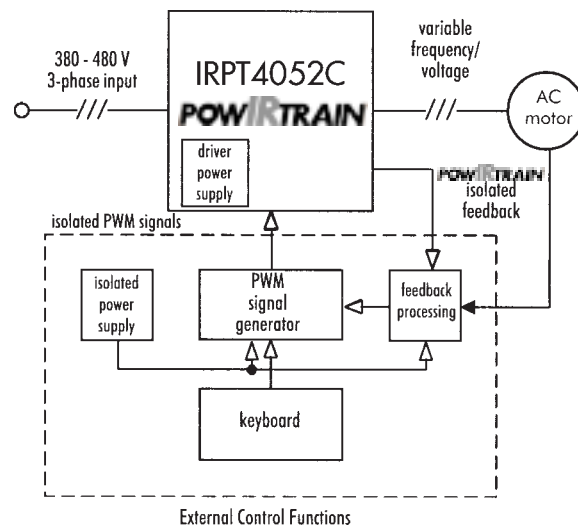 380 - 480 V
3-phase input
IRPT4052C
POWIRTRAIN
driver
power
supply
variable
frequency/
voltage
AC
motor
POWIRTRAIN
isolated
feedback
isolated PWM signals
isolated
power
supply
PWM
signal
generator
feedback
processing
keyboard
External Control Functions